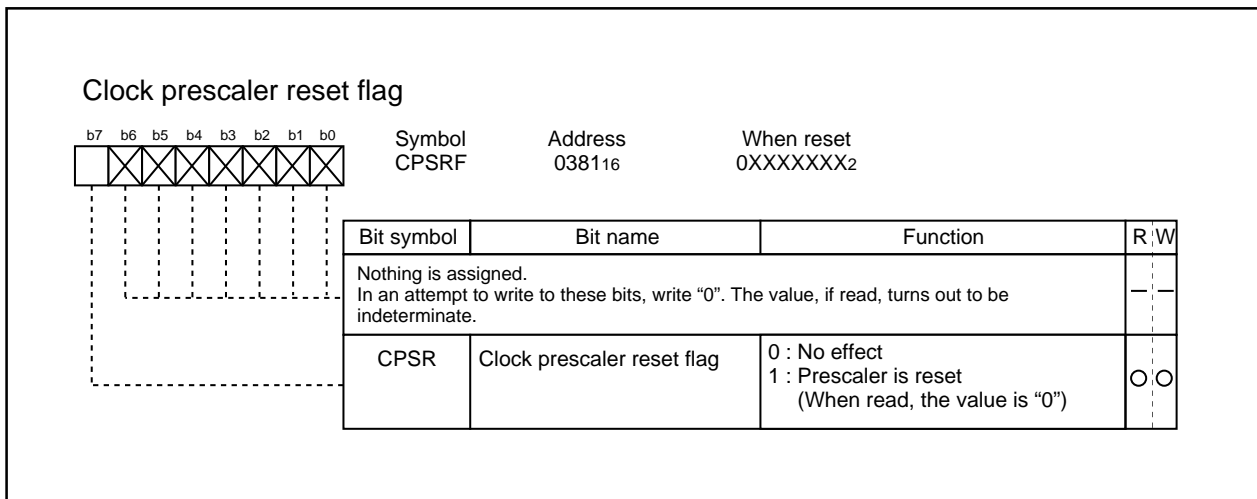 Clock prescaler reset flag
b7 b6 b5 b4 b3 b2 b1 b0
Symbol Address When reset
CPSRF 038116 0XXXXXXX2
Bit symbol Bit name Function R W
Nothing is assigned.
In an attempt to write to these bits, write “0”. The value, if read, turns out to be
indeterminate.
— —
CPSR Clock prescaler reset flag 0 : No effect
1 : Prescaler is reset
(When read, the value is “0”)
O O